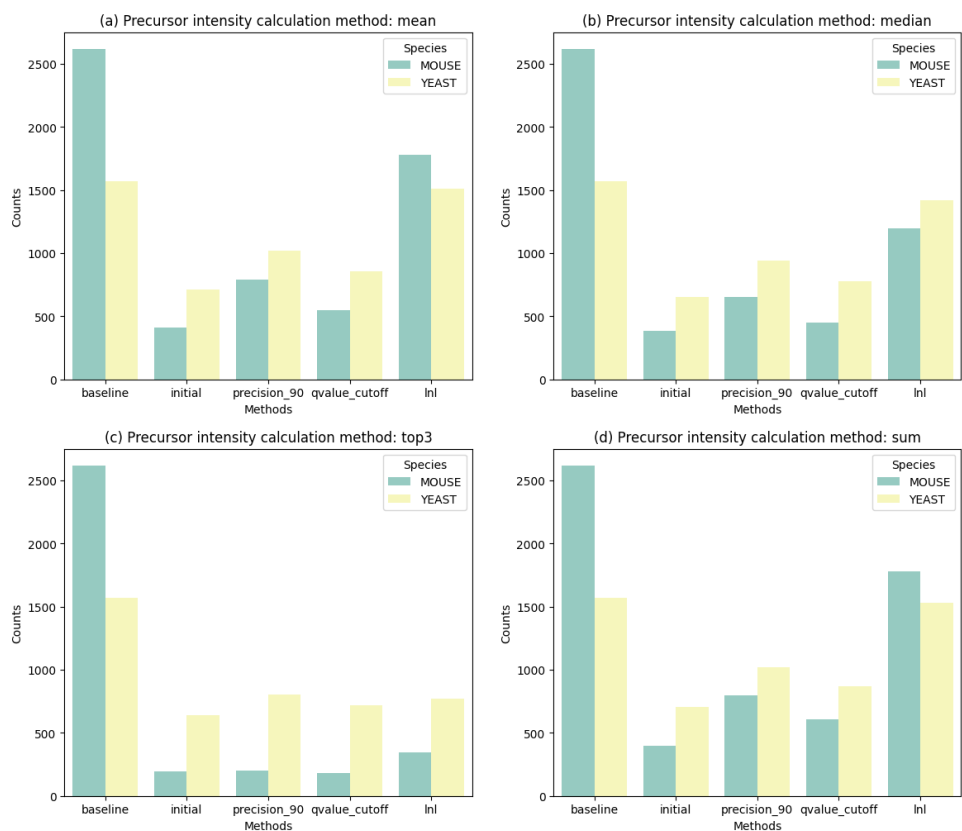 (a) Precursor intensity calculation method: mean
Species
MOUSE
YEAST
2500
2000
1500
1000
500
0
Counts
baseline
initial
precision_90
qvalue_cutoff
lnl
Methods
(b) Precursor intensity calculation method: median
Species
MOUSE
YEAST
2500
2000
1500
1000
500
0
Counts
baseline
initial
precision_90
qvalue_cutoff
lnl
Methods
(c) Precursor intensity calculation method: top3
Species
MOUSE
YEAST
2500
2000
1500
1000
500
0
Counts
baseline
initial
precision_90
qvalue_cutoff
lnl
Methods
(d) Precursor intensity calculation method: sum
Species
MOUSE
YEAST
2500
2000
1500
1000
500
0
Counts
baseline
initial
precision_90
qvalue_cutoff
lnl
Methods